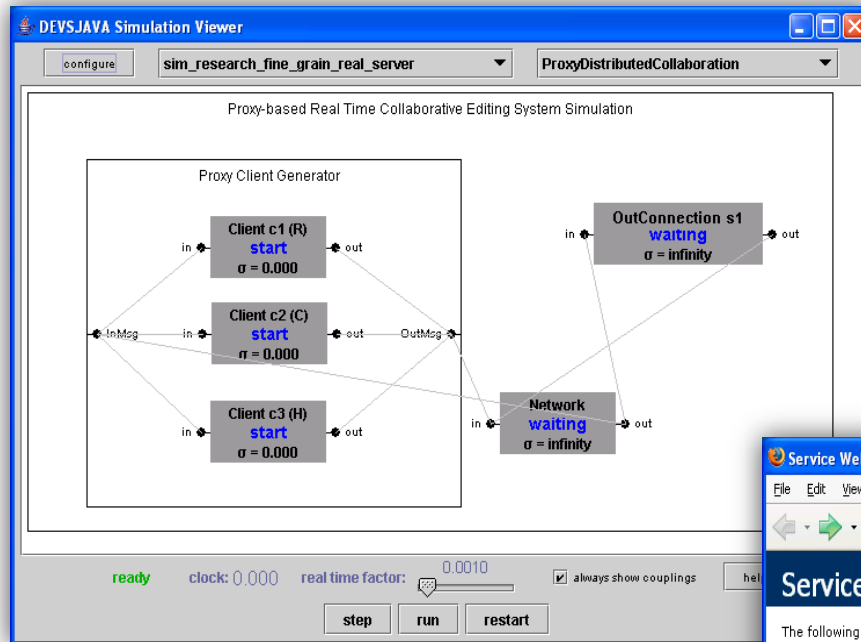 DEVSJAVA Simulation Viewer
configure sim_research_fine_grain_real_server ProxyDistributedCollaboration
Proxy-based Real Time Collaborative Editing System Simulation
Proxy Client Generator
Client c1 (R)
in start out
σ = 0.000
OutConnection s1
in waiting out
σ = infinity
Client c2 (C)
InMsg in start out OutMsg
σ = 0.000
Client c3 (H)
in start out
σ = 0.000
Network
in waiting out
σ = infinity
Service We
File Edit View
ready clock: 0.000 real time factor: 0.0010 always show couplings hel
step run restart
Service
The following